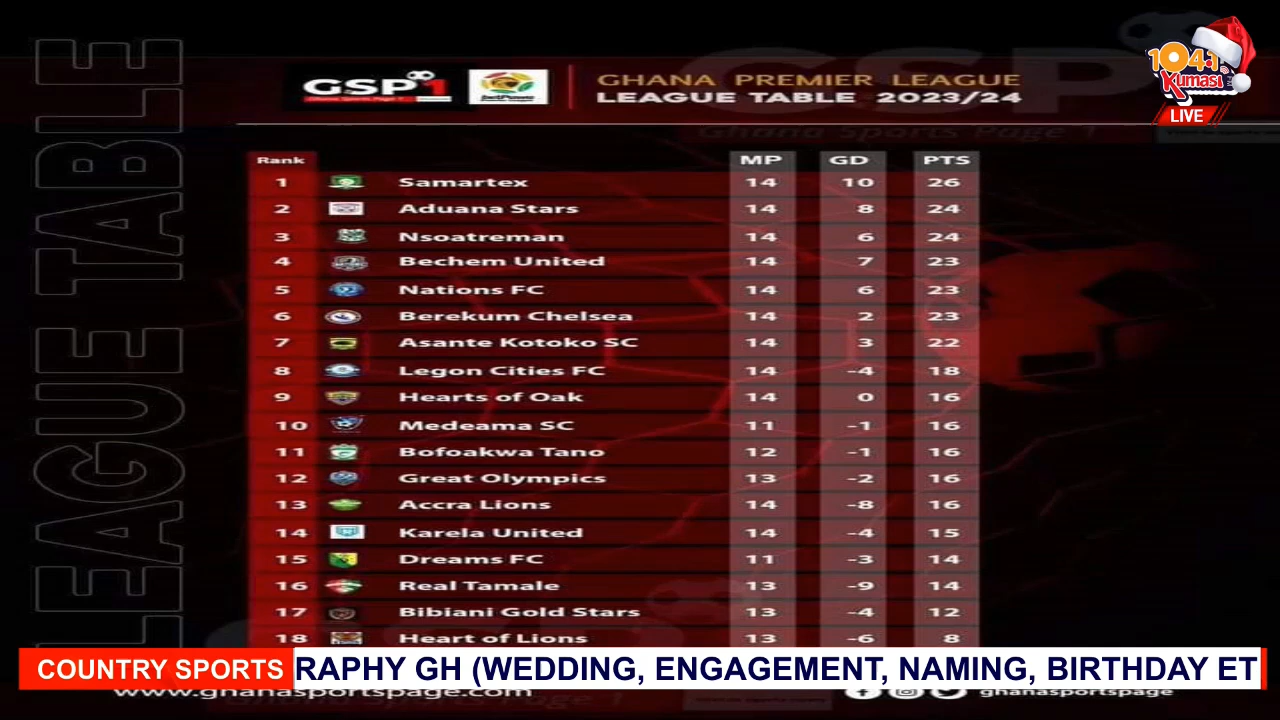 LEAGUE TABLE
GSP 1
GHANA PREMIER LEAGUE
LEAGUE TABLE 2023/24
104.1
Kumasi
LIVE
Ghana Sports Page 1
Rank MP GD PTS
1 Samartex 14 10 26
2 Aduana Stars 14 8 24
3 Nsoatreman 14 6 24
4 Bechem United 14 7 23
5 Nations FC 14 6 23
6 Berekum Chelsea 14 2 23
7 Asante Kotoko SC 14 3 22
8 Legon Cities FC 14 -4 18
9 Hearts of Oak 14 0 16
10 Medeama SC 11 -1 16
11 Bofoakwa Tano 12 -1 16
12 Great Olympics 13 -2 16
13 Accra Lions 14 -8 16
14 Karela United 14 -4 15
15 Dreams FC 11 -3 14
16 Real Tamale 13 -9 14
17 Bibiani Gold Stars 13 -4 12
18 Heart of Lions 13 -6 8
COUNTRY SPORTS RAPHY GH (WEDDING, ENGAGEMENT, NAMING, BIRTHDAY ET
www.ghanasportspage.com ghanasportspage